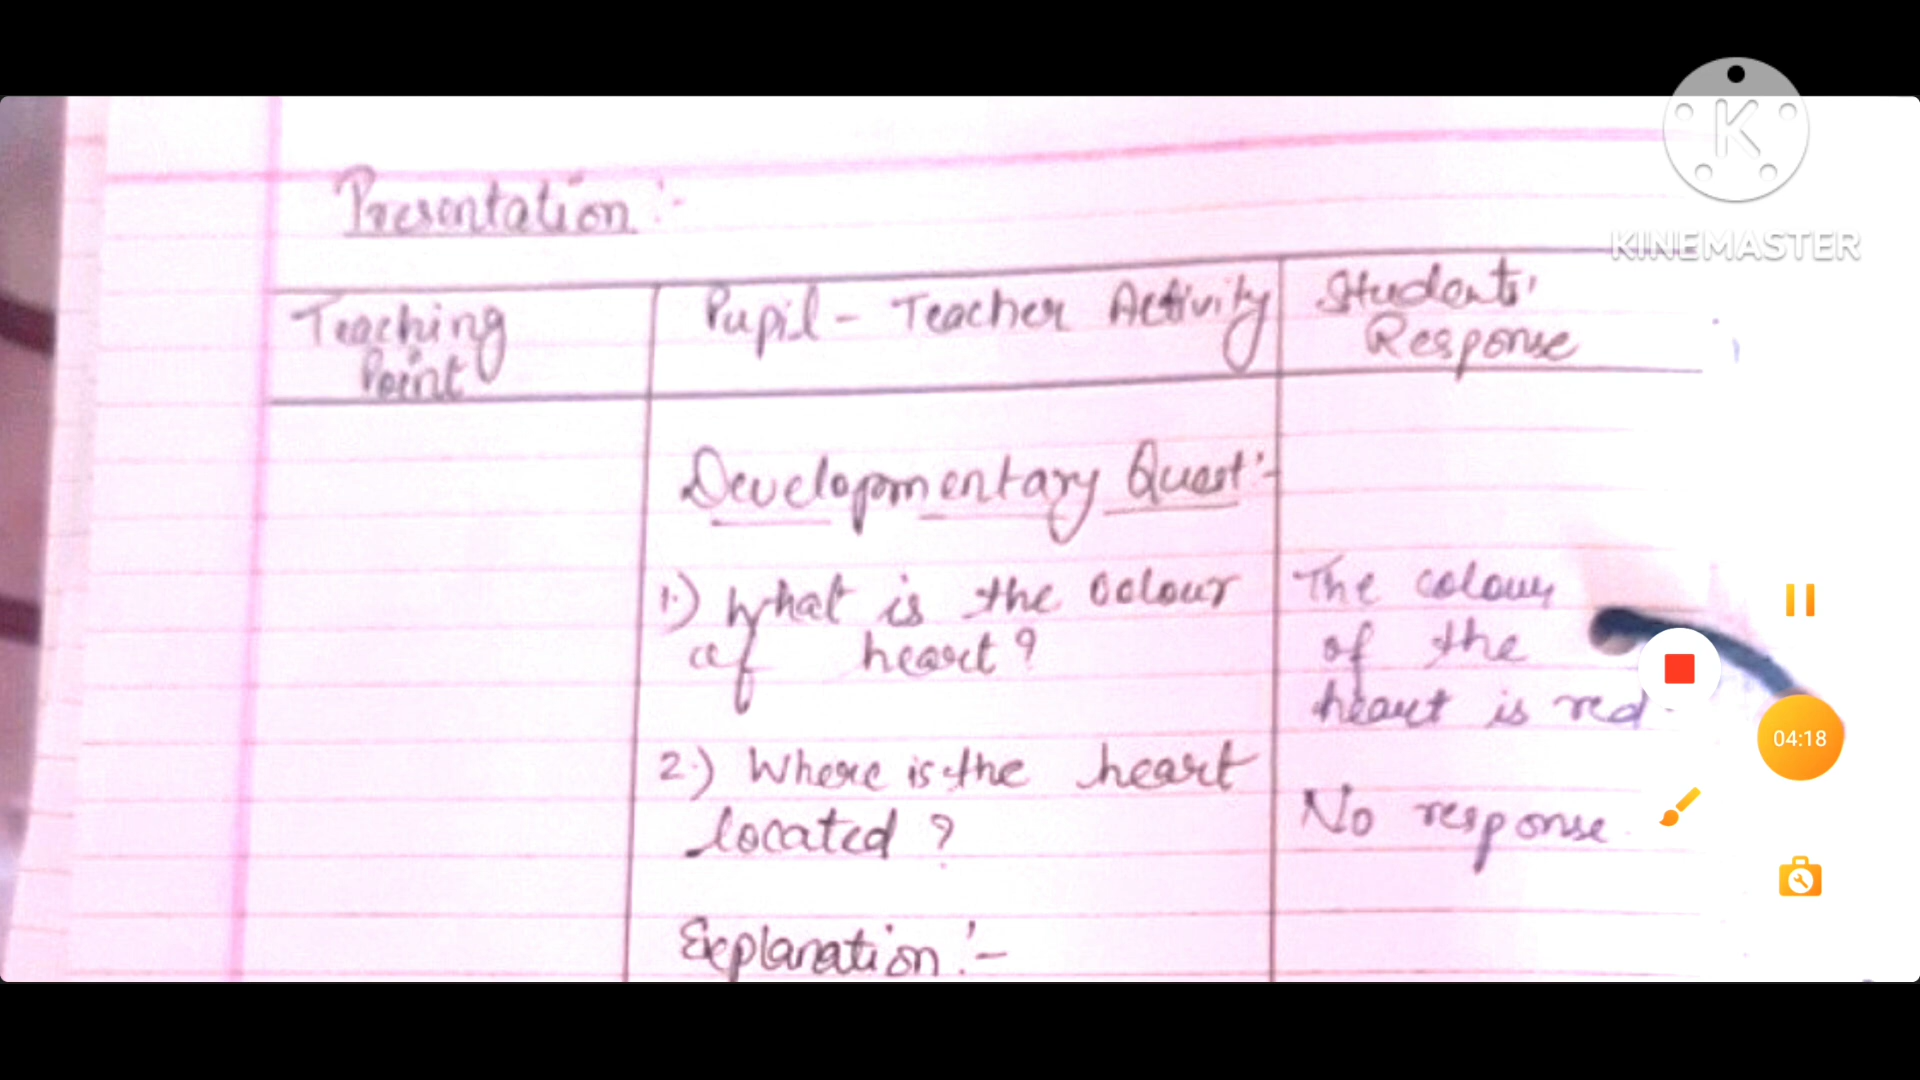 KINEMASTER
Presentation :-
Teaching
Point
Pupil - Teacher Activity
Students'
Response
Developmentary Quest :-
1.) What is the colour
of heart?
The colour
of the
heart is red.
2.) Where is the heart
located ?
No response
Explanation :-
04:18